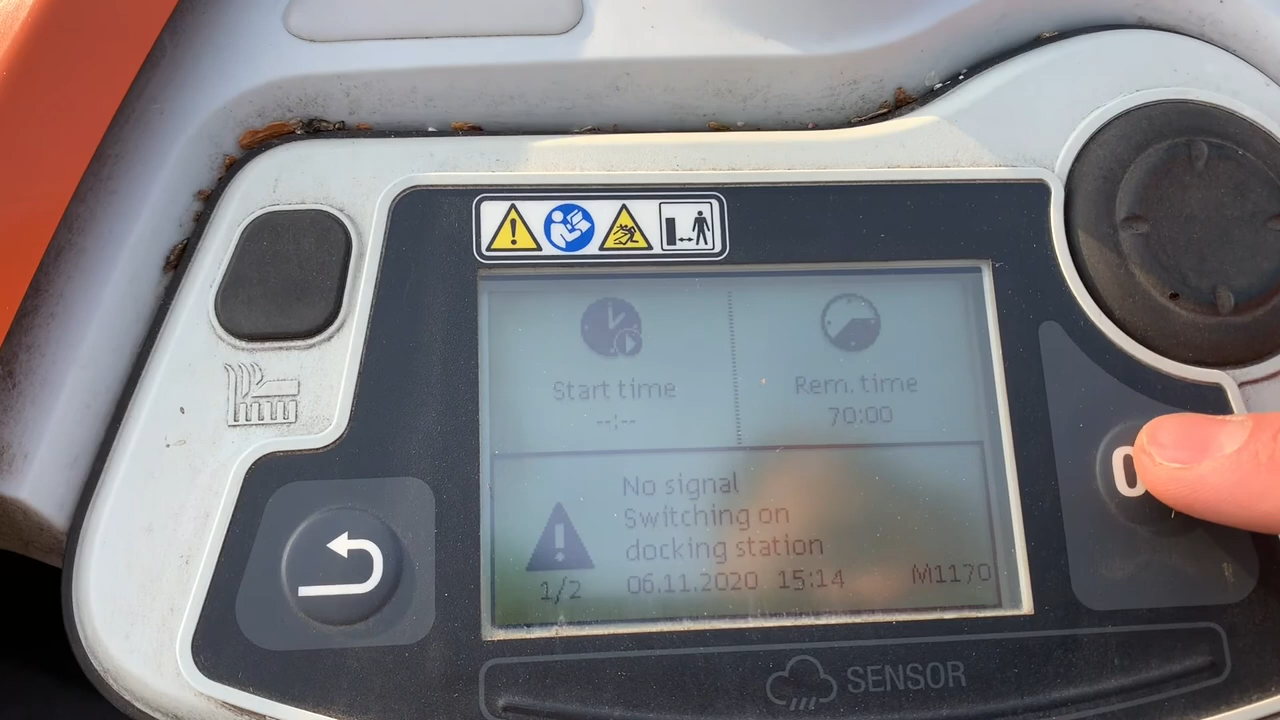 Start time
--:--
Rem. time
70:00
No signal
Switching on
docking station
1/2
06.11.2020 15:14
M1170
0
SENSOR